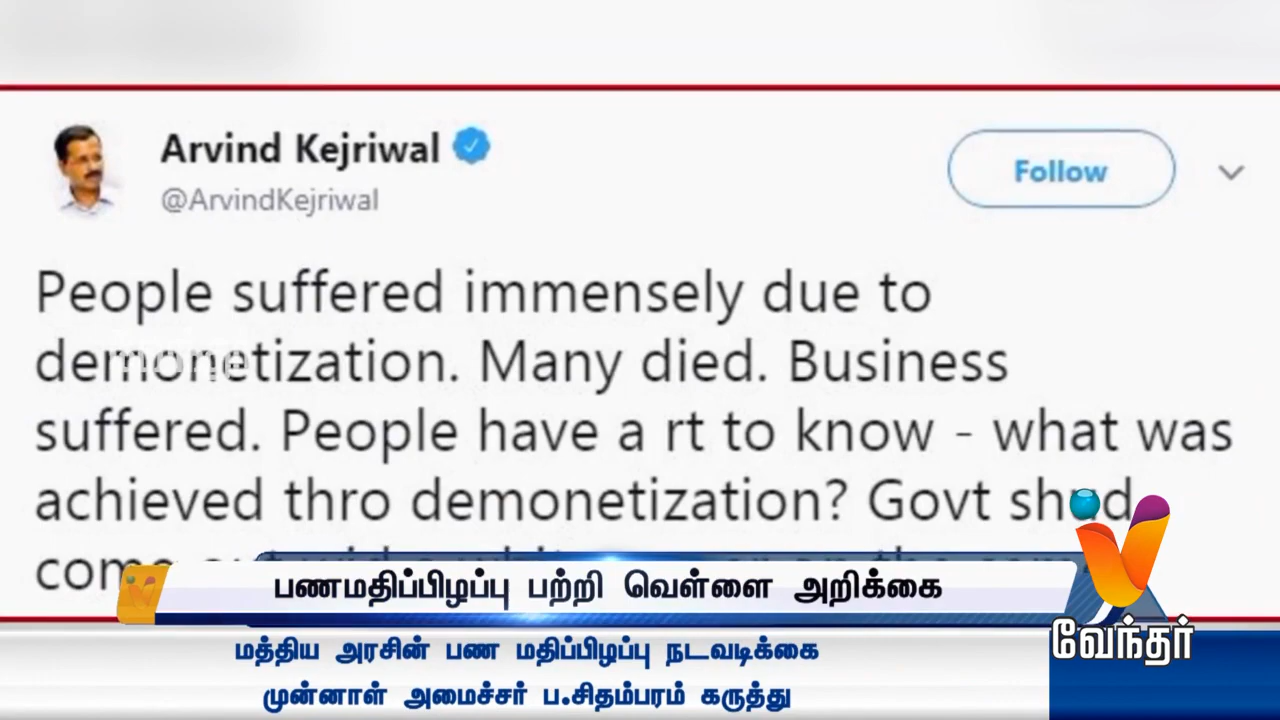 Arvind Kejriwal
@ArvindKejriwal
Follow
People suffered immensely due to
demonetization. Many died. Business
suffered. People have a rt to know - what was
achieved thro demonetization? Govt shud
பணமதிப்பிழப்பு பற்றி வெள்ளை அறிக்கை
மத்திய அரசின் பண மதிப்பிழப்பு நடவடிக்கை
முன்னாள் அமைச்சர் ப.சிதம்பரம் கருத்து
வேந்தர்